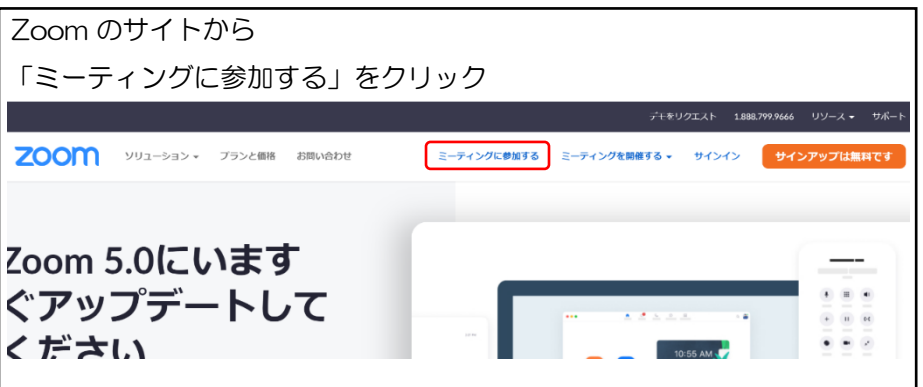 Zoom のサイトから
「ミーティングに参加する」をクリック
デモをリクエスト 1.888.799.9666 リソース サポート
zoom ソリューション プランと価格 お問い合わせ ミーティングに参加する ミーティングを開催する サインイン サインアップは無料です
Zoom 5.0にいます
ぐアップデートして
ください
10:55 AM